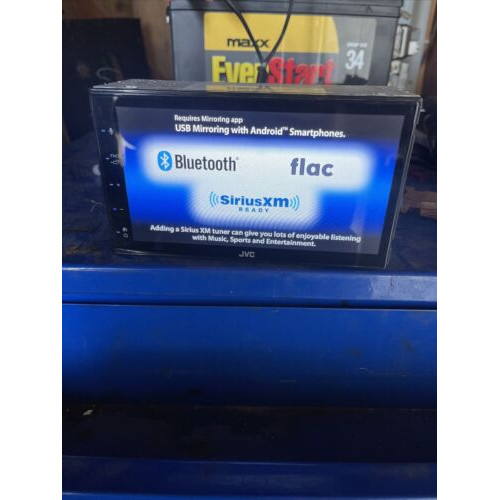 maxx
EverStart
34
Requires Mirroring app
USB Mirroring with Android™ Smartphones.
Bluetooth®
flac
SiriusXm
READY
Adding a Sirius XM tuner can give you lots of enjoyable listening
with Music, Sports and Entertainment.
JVC